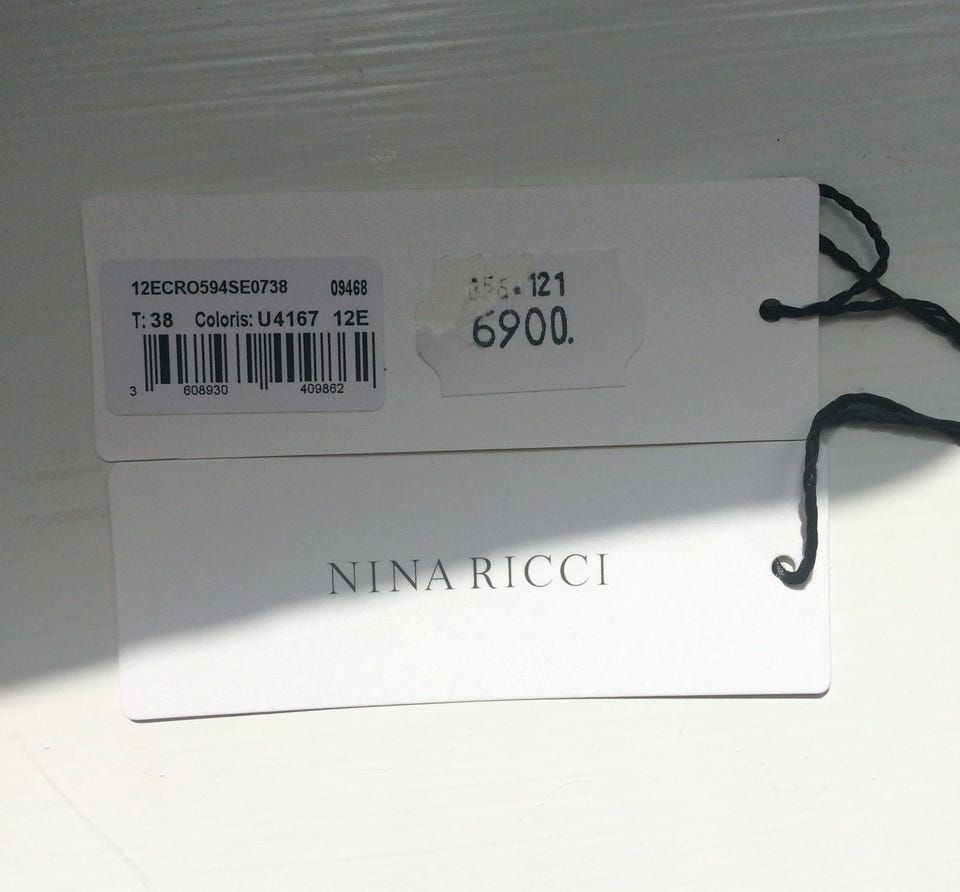 12ECRO594SE0738 09468
T: 38 Coloris: U4167 12E
3 608930 409862
121
6900.
NINA RICCI